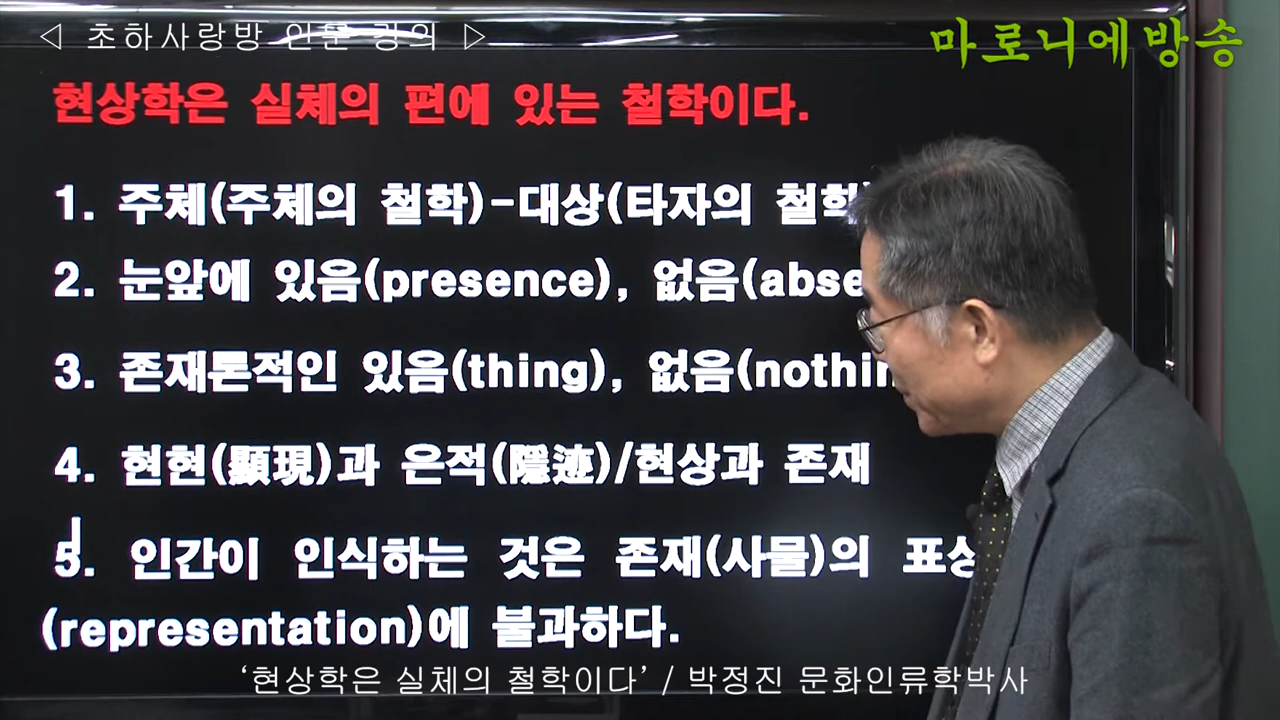 ◁ 초하사랑방 인문 강의 ▷
마로니에방송
현상학은 실체의 편에 있는 철학이다.
1. 주체(주체의 철학)-대상(타자의 철학
2. 눈앞에 있음(presence), 없음(abse
3. 존재론적인 있음(thing), 없음(nothin
4. 현현(顯現)과 은적(隱迹)/현상과 존재
5. 인간이 인식하는 것은 존재(사물)의 표상
(representation)에 불과하다.
‘현상학은 실체의 철학이다’ / 박정진 문화인류학박사